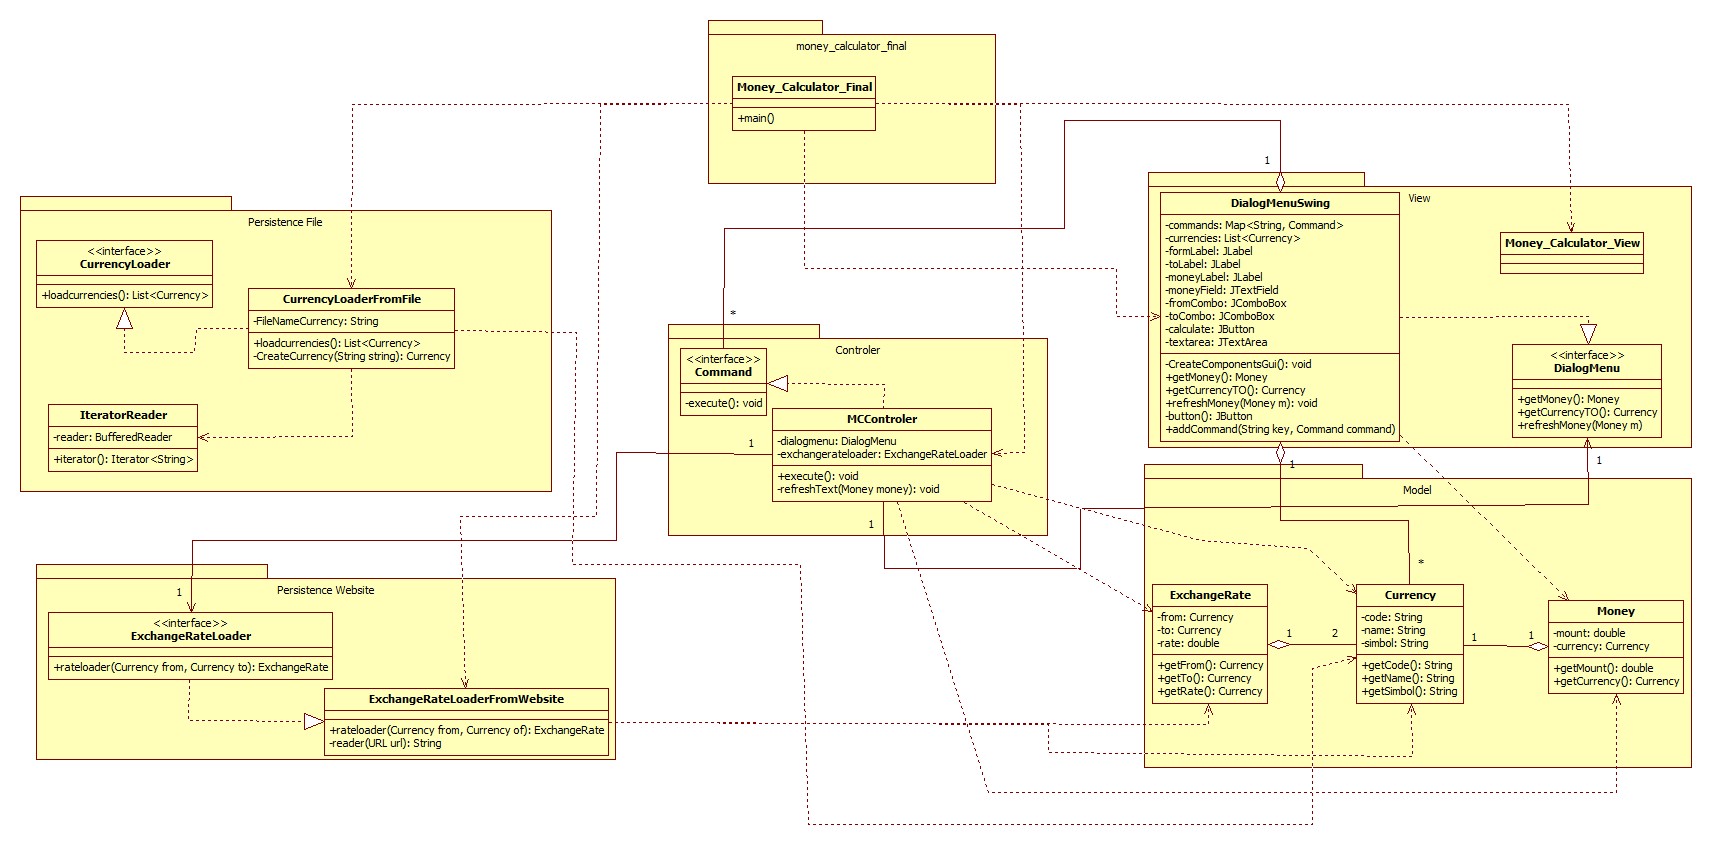 money_calculator_final
Money_Calculator_Final
+main()
Persistence File
<<interface>>
CurrencyLoader
+loadcurrencies(): List<Currency>
CurrencyLoaderFromFile
-FileNameCurrency: String
+loadcurrencies(): List<Currency>
-CreateCurrency(String string): Currency
IteratorReader
-reader: BufferedReader
+iterator(): Iterator<String>
Controler
<<interface>>
Command
-execute(): void
MCControler
-dialogmenu: DialogMenu
-exchangerateloader: ExchangeRateLoader
+execute(): void
-refreshText(Money money): void
*
1
1
View
1
DialogMenuSwing
-commands: Map<String, Command>
-currencies: List<Currency>
-formLabel: JLabel
-toLabel: JLabel
-moneyLabel: JLabel
-moneyField: JTextField
-fromCombo: JComboBox
-toCombo: JComboBox
-calculate: JButton
-textarea: JTextArea
-CreateComponentsGui(): void
+getMoney(): Money
+getCurrencyTO(): Currency
+refreshMoney(Money m): void
-button(): JButton
+addCommand(String key, Command command)
Money_Calculator_View
<<interface>>
DialogMenu
+getMoney(): Money
+getCurrencyTO(): Currency
+refreshMoney(Money m)
1
1
Persistence Website
1
<<interface>>
ExchangeRateLoader
+rateloader(Currency from, Currency to): ExchangeRate
ExchangeRateLoaderFromWebsite
+rateloader(Currency from, Currency of): ExchangeRate
-reader(URL url): String
Model
*
ExchangeRate
-from: Currency
-to: Currency
-rate: double
+getFrom(): Currency
+getTo(): Currency
+getRate(): Currency
1
2
Currency
-code: String
-name: String
-simbol: String
+getCode(): String
+getName(): String
+getSimbol(): String
1
1
Money
-mount: double
-currency: Currency
+getMount(): double
+getCurrency(): Currency